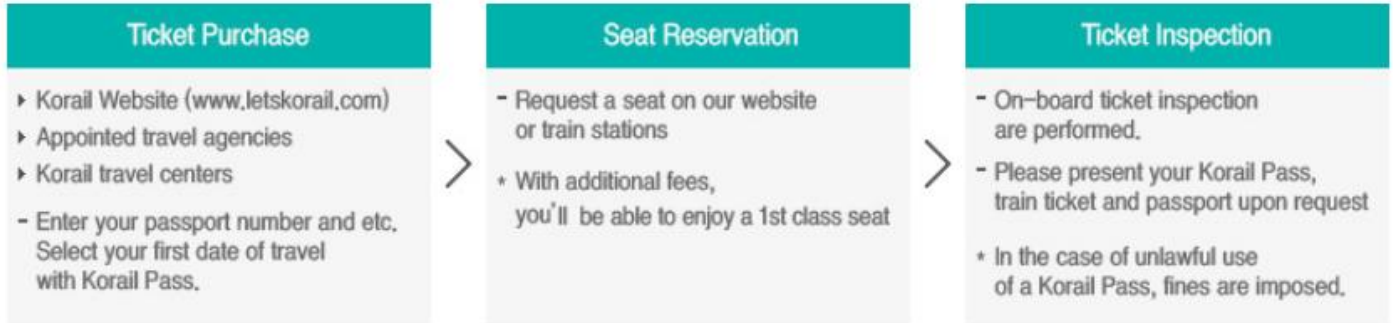 Ticket Purchase
▸ Korail Website (www.letskorail.com)
▸ Appointed travel agencies
▸ Korail travel centers
- Enter your passport number and etc.
Select your first date of travel
with Korail Pass.
Seat Reservation
- Request a seat on our website
or train stations
* With additional fees,
you'll be able to enjoy a 1st class seat
Ticket Inspection
- On-board ticket inspection
are performed.
- Please present your Korail Pass,
train ticket and passport upon request
* In the case of unlawful use
of a Korail Pass, fines are imposed.